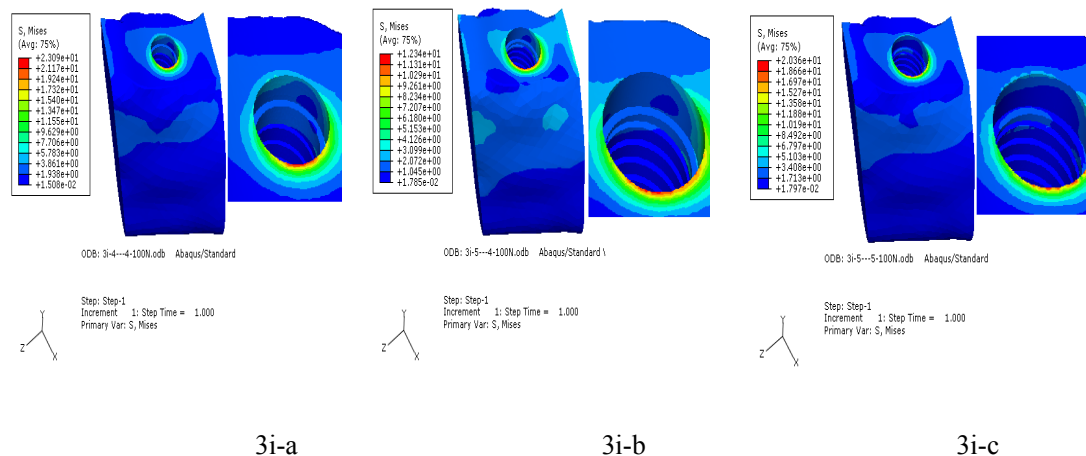 S, Mises
(Avg: 75%)
+2.309e+01
+2.117e+01
+1.924e+01
+1.732e+01
+1.540e+01
+1.347e+01
+1.155e+01
+9.629e+00
+7.706e+00
+5.783e+00
+3.861e+00
+1.938e+00
+1.508e-02
ODB: 3i-4---4-100N.odb Abaqus/Standard
Step: Step-1
Increment 1: Step Time = 1.000
Primary Var: S, Mises
Y
Z
X
3i-a
S, Mises
(Avg: 75%)
+1.234e+01
+1.131e+01
+1.029e+01
+9.261e+00
+8.234e+00
+7.207e+00
+6.180e+00
+5.153e+00
+4.126e+00
+3.099e+00
+2.072e+00
+1.045e+00
+1.785e-02
ODB: 3i-5---4-100N.odb Abaqus/Standard \
Step: Step-1
Increment 1: Step Time = 1.000
Primary Var: S, Mises
Y
Z
X
3i-b
S, Mises
(Avg: 75%)
+2.036e+01
+1.866e+01
+1.697e+01
+1.527e+01
+1.358e+01
+1.188e+01
+1.019e+01
+8.492e+00
+6.797e+00
+5.103e+00
+3.408e+00
+1.713e+00
+1.797e-02
ODB: 3i-5---5-100N.odb Abaqus/Standard
Step: Step-1
Increment 1: Step Time = 1.000
Primary Var: S, Mises
Y
Z
X
3i-c